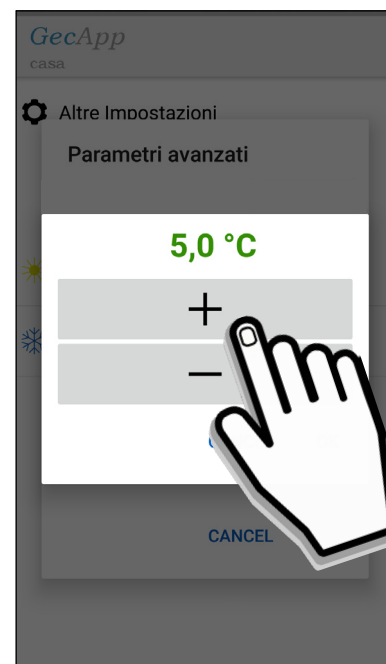 GecApp
casa
Altre Impostazioni
Parametri avanzati
5,0 °C
+
−
CANCEL